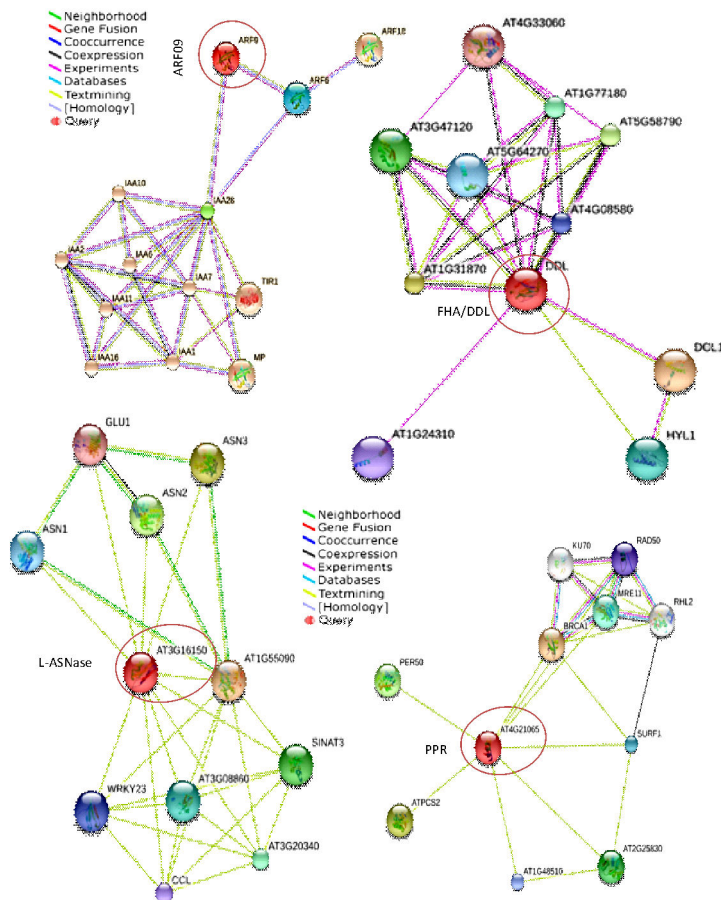 Neighborhood
Gene Fusion
Cooccurrence
Coexpression
Experiments
Databases
Textmining
[Homology]
Query
ARF09
ARF9
ARF18
IAA10
IAA26
IAA2
IAA7
IAA11
TIR1
IAA16
IAA1
MP
AT4G33060
AT1G77180
AT3G47120
AT5G58790
AT5G64270
AT4G08580
AT1G31870
DDL
FHA/DDL
DCL1
AT1G24310
HYL1
GLU1
ASN3
ASN2
ASN1
L-ASNase
AT3G16150
AT1G55090
SINAT3
WRKY23
AT3G08860
AT3G20340
CCL
Neighborhood
Gene Fusion
Cooccurrence
Coexpression
Experiments
Databases
Textmining
[Homology]
Query
KU70
RAD50
MRE11
RHL2
BRCA1
PER50
AT4G21065
SURF1
PPR
ATPCS2
AT2G25830
AT1G48510